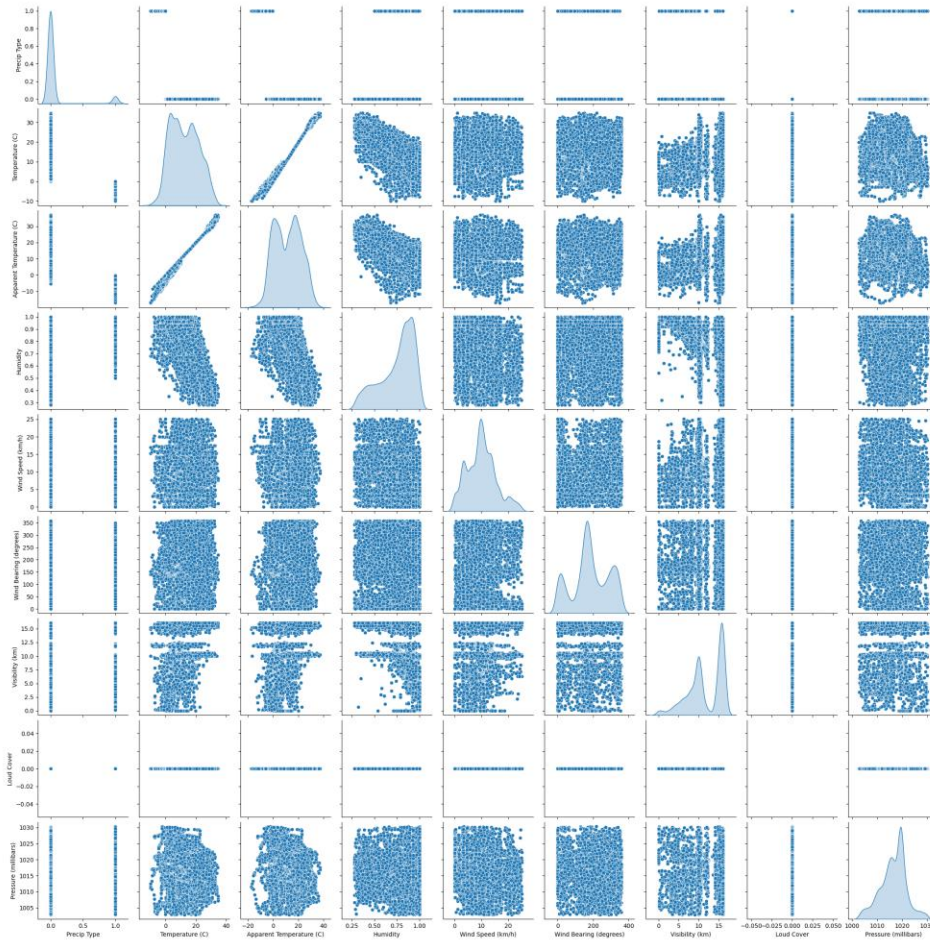 1.0
0.8
0.6
0.4
0.2
0.0
Precip Type
30
20
10
0
−10
Temperature (C)
30
20
10
0
−10
Apparent Temperature (C)
1.0
0.9
0.8
0.7
0.6
0.5
0.4
0.3
Humidity
25
20
15
10
5
0
Wind Speed (km/h)
350
300
250
200
150
100
50
0
Wind Bearing (degrees)
15.0
12.5
10.0
7.5
5.0
2.5
0.0
Visibility (km)
0.04
0.02
0.00
−0.02
−0.04
Loud Cover
1030
1025
1020
1015
1010
1005
Pressure (millibars)
0.0 0.5 1.0
Precip Type
0 20 40
Temperature (C)
−20 0 20 40
Apparent Temperature (C)
0.25 0.50 0.75 1.00
Humidity
0 10 20
Wind Speed (km/h)
0 200 400
Wind Bearing (degrees)
0 5 10 15
Visibility (km)
−0.050 −0.025 0.000 0.025 0.050
Loud Cover
1000 1010 1020
Pressure (millibars)